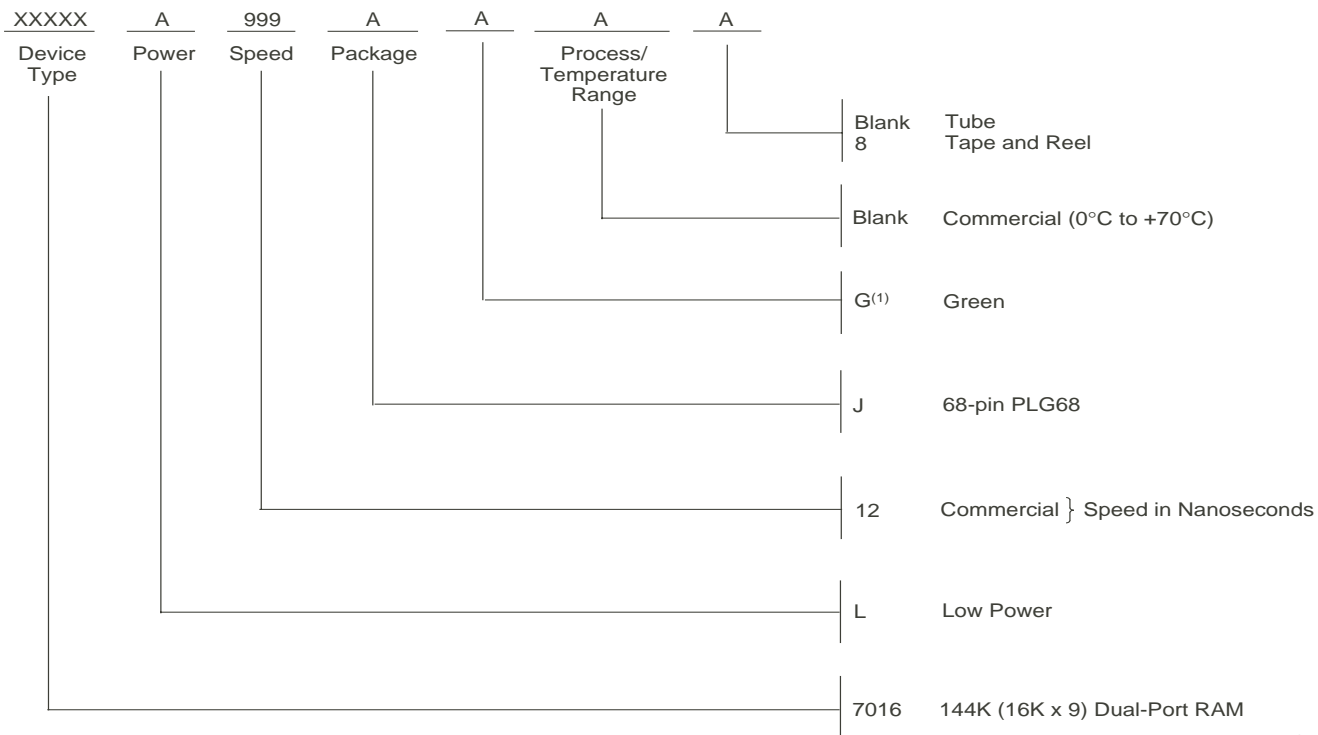 XXXXX A 999 A A A A
Device Type
Power
Speed
Package
Process/
Temperature
Range
Blank Tube
8 Tape and Reel
Blank Commercial (0°C to +70°C)
G(1) Green
J 68-pin PLG68
12 Commercial } Speed in Nanoseconds
L Low Power
7016 144K (16K x 9) Dual-Port RAM